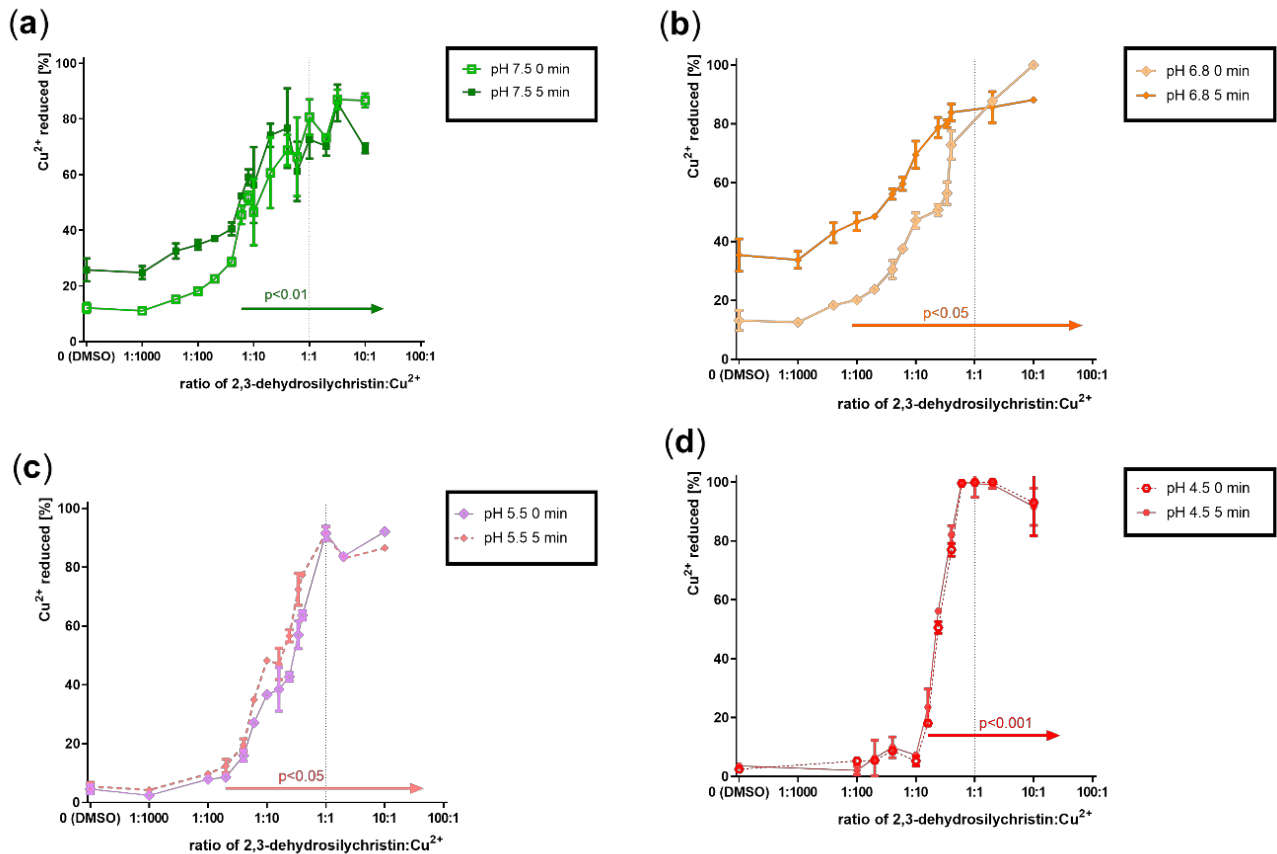 (a)
Cu²⁺ reduced [%]
100
80
60
40
20
0
0 (DMSO) 1:1000 1:100 1:10 1:1 10:1 100:1
ratio of 2,3-dehydrosilychristin:Cu²⁺
p<0.01
pH 7.5 0 min
pH 7.5 5 min
(b)
Cu²⁺ reduced [%]
100
80
60
40
20
0
0 (DMSO) 1:1000 1:100 1:10 1:1 10:1 100:1
ratio of 2,3-dehydrosilychristin:Cu²⁺
p<0.05
pH 6.8 0 min
pH 6.8 5 min
(c)
Cu²⁺ reduced [%]
100
80
60
40
20
0
0 (DMSO) 1:1000 1:100 1:10 1:1 10:1 100:1
ratio of 2,3-dehydrosilychristin:Cu²⁺
p<0.05
pH 5.5 0 min
pH 5.5 5 min
(d)
Cu²⁺ reduced [%]
100
80
60
40
20
0
0 (DMSO) 1:1000 1:100 1:10 1:1 10:1 100:1
ratio of 2,3-dehydrosilychristin:Cu²⁺
p<0.001
pH 4.5 0 min
pH 4.5 5 min